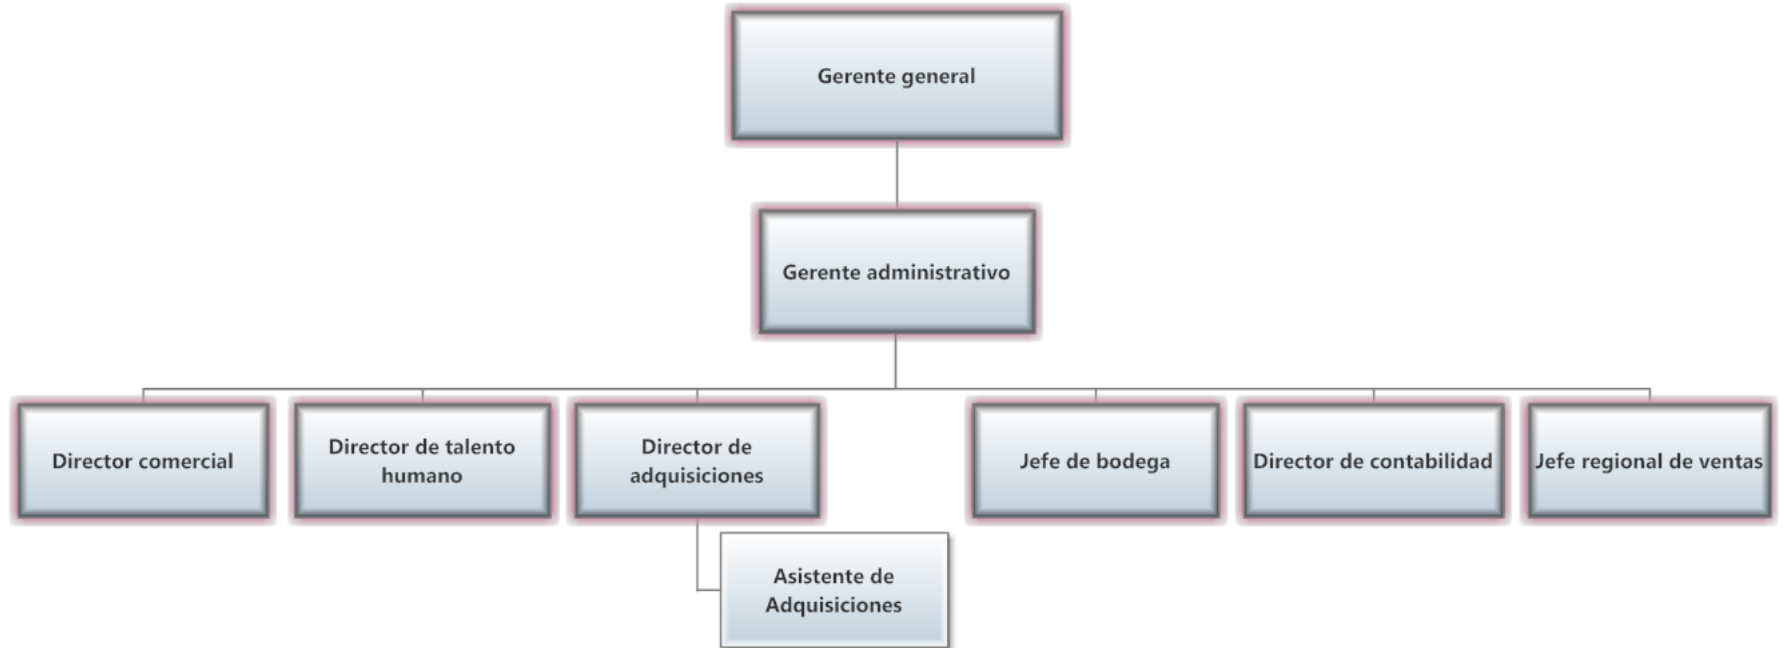 Gerente general
Gerente administrativo
Director comercial
Director de talento
humano
Director de
adquisiciones
Jefe de bodega
Director de contabilidad
Jefe regional de ventas
Asistente de
Adquisiciones